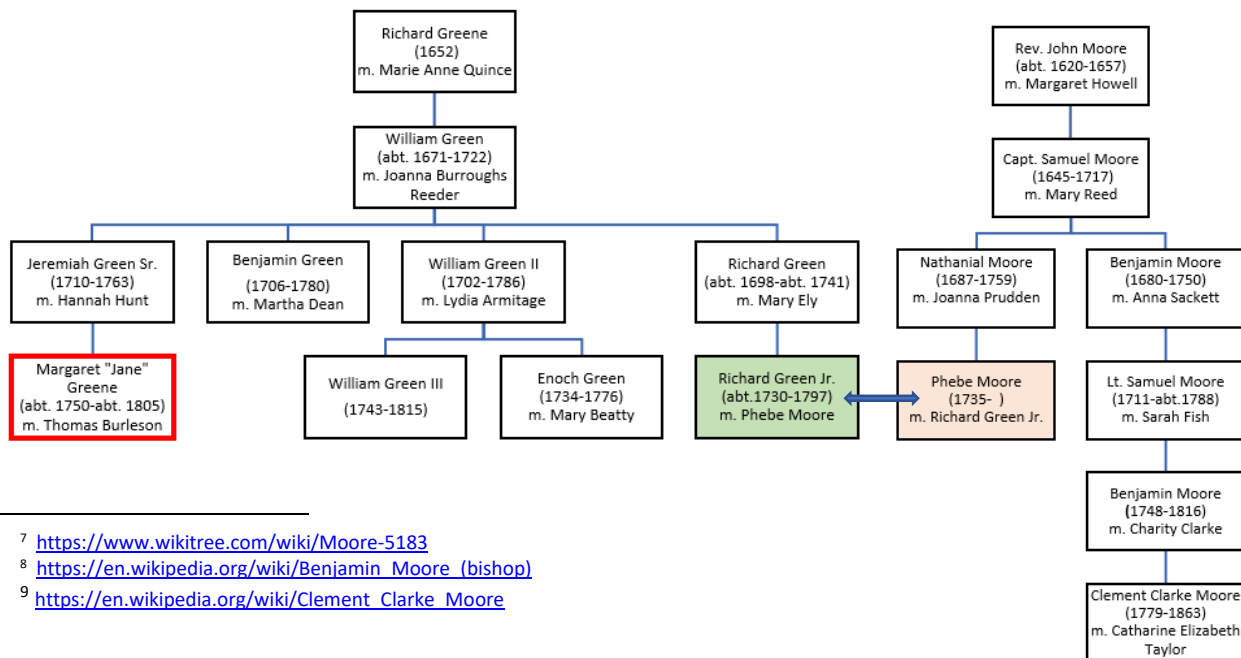 Richard Greene
(1652)
m. Marie Anne Quince
Rev. John Moore
(abt. 1620-1657)
m. Margaret Howell
William Green
(abt. 1671-1722)
m. Joanna Burroughs
Reeder
Capt. Samuel Moore
(1645-1717)
m. Mary Reed
Jeremiah Green Sr.
(1710-1763)
m. Hannah Hunt
Benjamin Green
(1706-1780)
m. Martha Dean
William Green II
(1702-1786)
m. Lydia Armitage
Richard Green
(abt. 1698-abt. 1741)
m. Mary Ely
Nathanial Moore
(1687-1759)
m. Joanna Prudden
Benjamin Moore
(1680-1750)
m. Anna Sackett
Margaret "Jane"
Greene
(abt. 1750-abt. 1805)
m. Thomas Burleson
William Green III
(1743-1815)
Enoch Green
(1734-1776)
m. Mary Beatty
Richard Green Jr.
(abt.1730-1797)
m. Phebe Moore
Phebe Moore
(1735- )
m. Richard Green Jr.
Lt. Samuel Moore
(1711-abt.1788)
m. Sarah Fish
Benjamin Moore
(1748-1816)
m. Charity Clarke
Clement Clarke Moore
(1779-1863)
m. Catharine Elizabeth
Taylor
7 https://www.wikitree.com/wiki/Moore-5183
8 https://en.wikipedia.org/wiki/Benjamin_Moore_(bishop)
9 https://en.wikipedia.org/wiki/Clement_Clarke_Moore